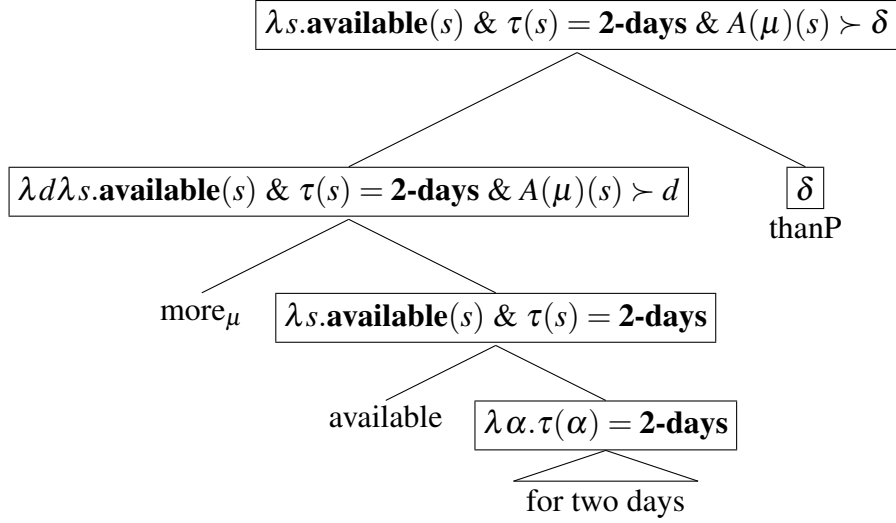 λs.available(s) & τ(s) = 2-days & A(μ)(s) ≻ δ
λdλs.available(s) & τ(s) = 2-days & A(μ)(s) ≻ d
δ
thanP
moreμ
λs.available(s) & τ(s) = 2-days
available
λα.τ(α) = 2-days
for two days